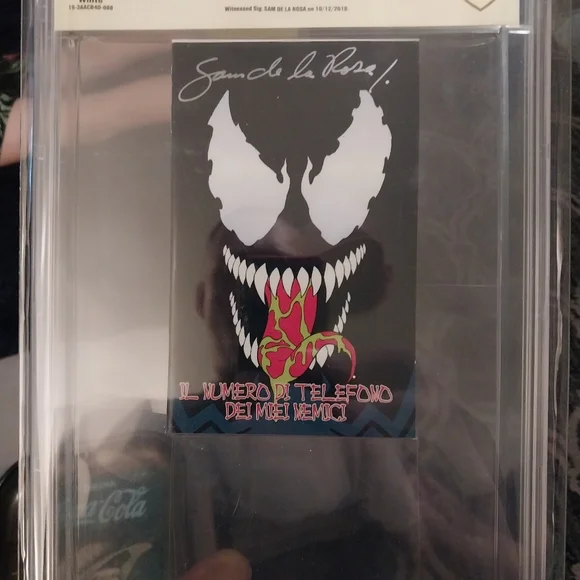 White
Witnessed Sig. SAM DE LA ROSA on 10/12/2019.
Sam de la Rosa!
IL NUMERO DI TELEFONO
DEI MIEI NEMICI
Coca-Cola